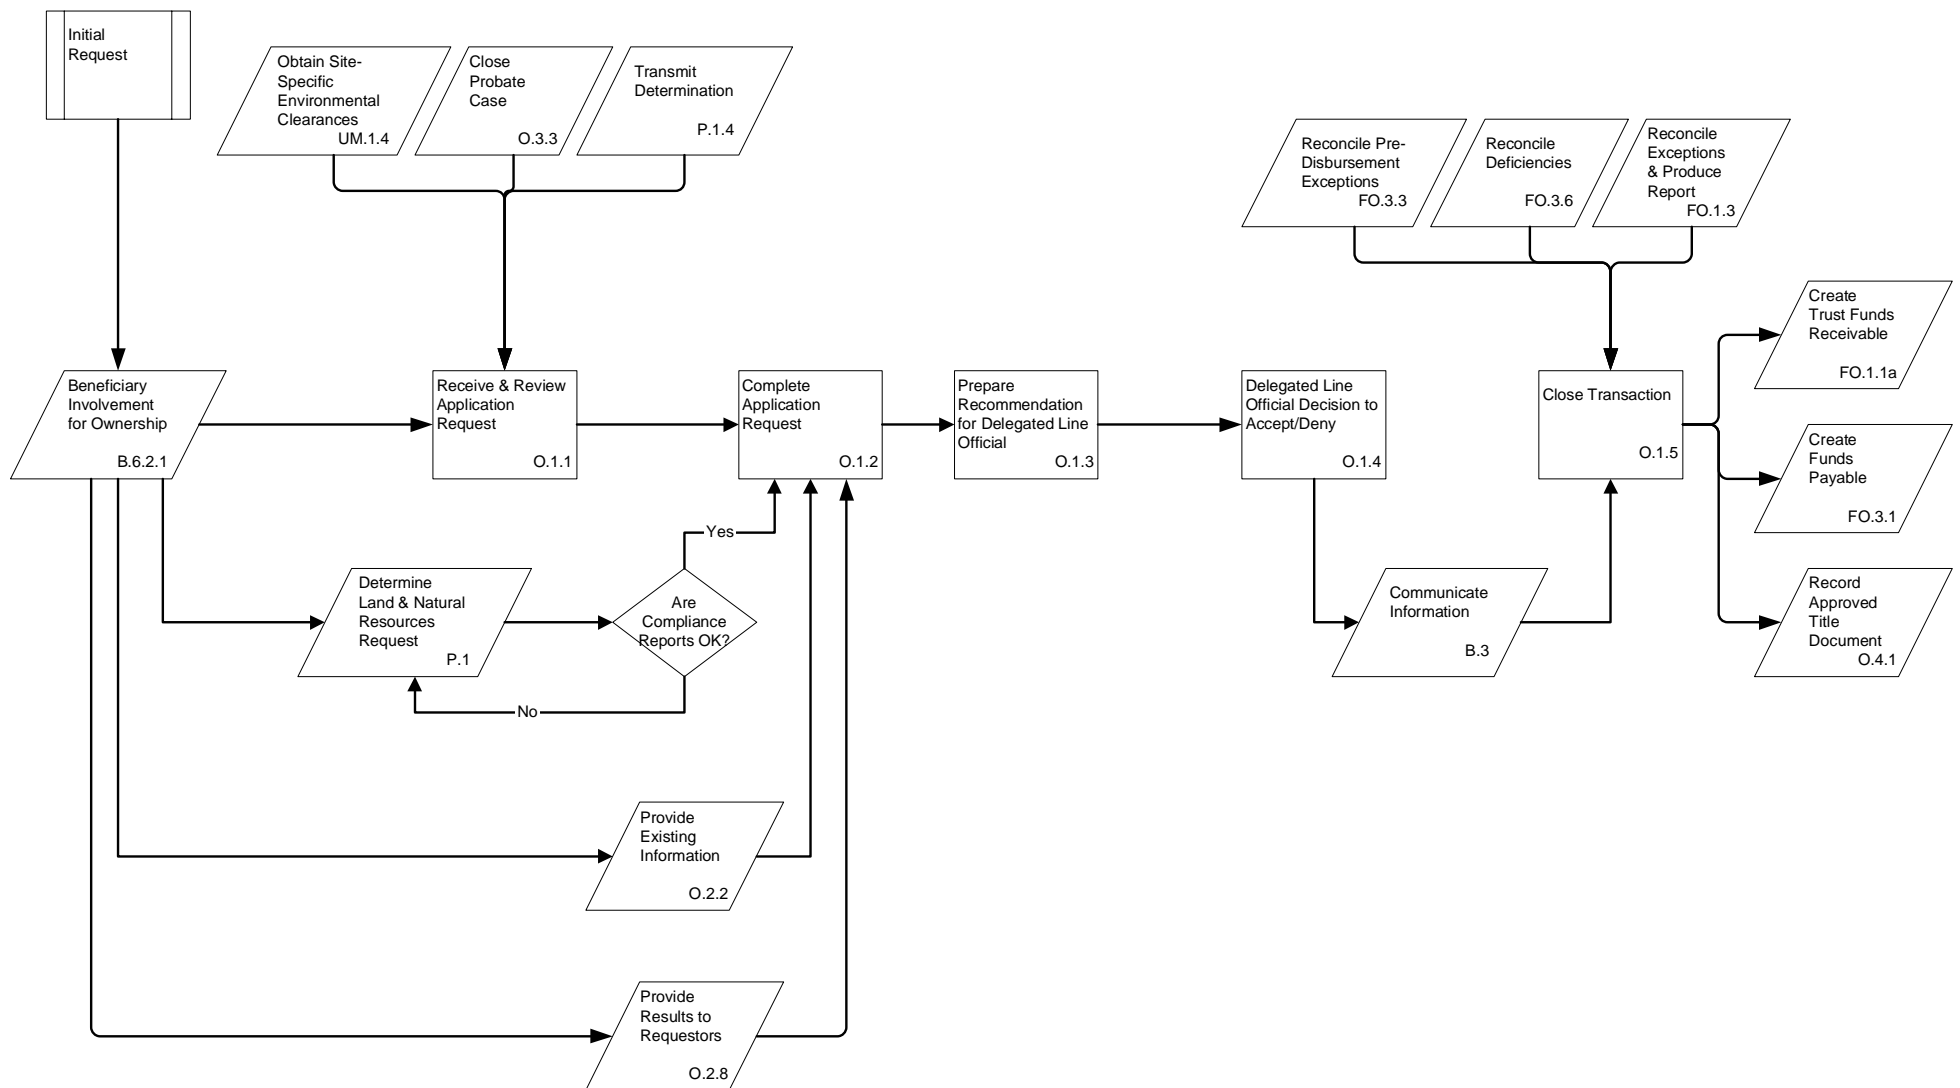 Initial
Request
Obtain Site-
Specific
Environmental
Clearances
UM.1.4
Close
Probate
Case
O.3.3
Transmit
Determination
P.1.4
Reconcile Pre-
Disbursement
Exceptions
FO.3.3
Reconcile
Deficiencies
FO.3.6
Reconcile
Exceptions
& Produce
Report
FO.1.3
Create
Trust Funds
Receivable
FO.1.1a
Beneficiary
Involvement
for Ownership
B.6.2.1
Receive & Review
Application
Request
O.1.1
Complete
Application
Request
O.1.2
Prepare
Recommendation
for Delegated Line
Official
O.1.3
Delegated Line
Official Decision to
Accept/Deny
O.1.4
Close Transaction
O.1.5
Create
Funds
Payable
FO.3.1
Yes
Determine
Land & Natural
Resources
Request
P.1
Are
Compliance
Reports OK?
No
Communicate
Information
B.3
Record
Approved
Title
Document
O.4.1
Provide
Existing
Information
O.2.2
Provide
Results to
Requestors
O.2.8